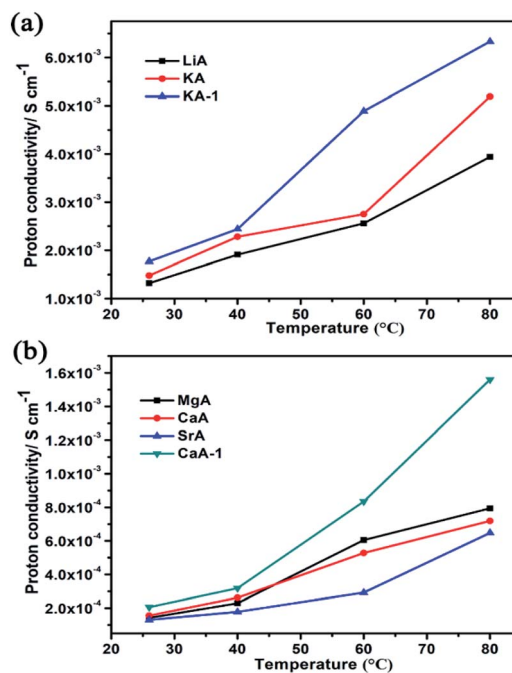 (a)
Proton conductivity/ S cm⁻¹
6.0x10⁻³
5.0x10⁻³
4.0x10⁻³
3.0x10⁻³
2.0x10⁻³
1.0x10⁻³
LiA
KA
KA-1
20 30 40 50 60 70 80
Temperature (°C)
(b)
Proton conductivity/ S cm⁻¹
1.6x10⁻³
1.4x10⁻³
1.2x10⁻³
1.0x10⁻³
8.0x10⁻⁴
6.0x10⁻⁴
4.0x10⁻⁴
2.0x10⁻⁴
MgA
CaA
SrA
CaA-1
20 30 40 50 60 70 80
Temperature (°C)